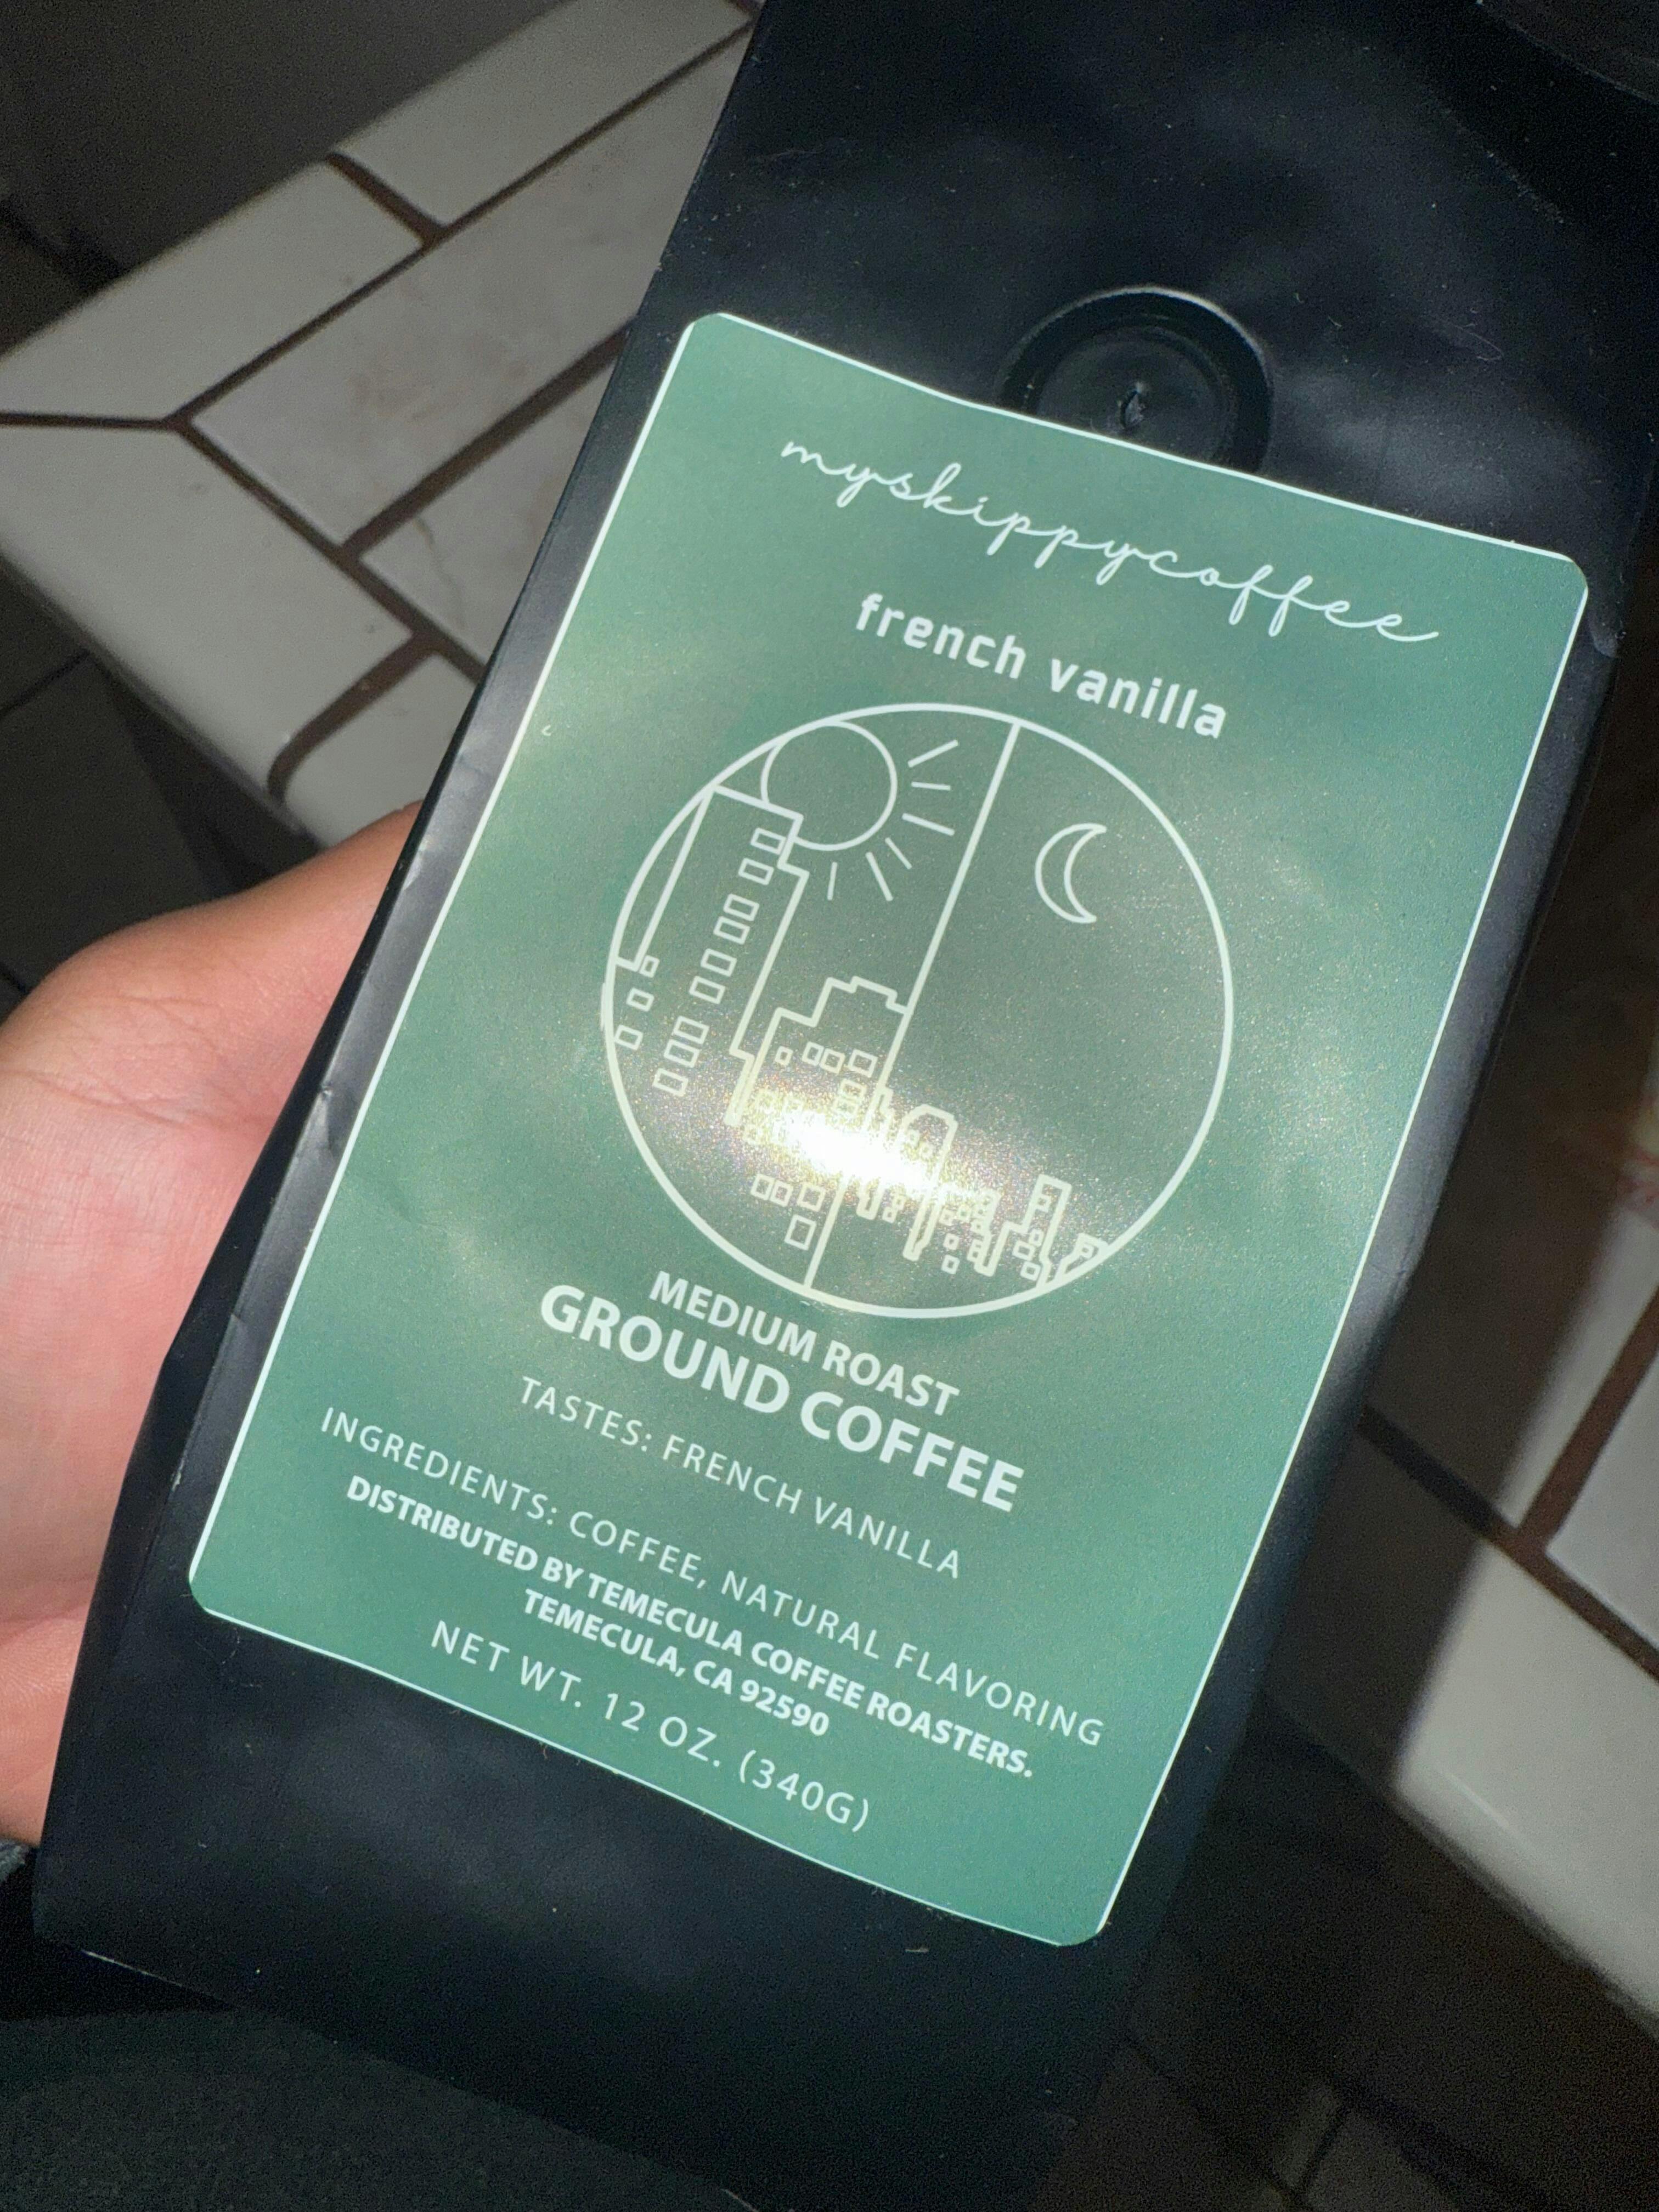 myskippycoffee
french vanilla
MEDIUM ROAST
GROUND COFFEE
TASTES: FRENCH VANILLA
INGREDIENTS: COFFEE, NATURAL FLAVORING
DISTRIBUTED BY TEMECULA COFFEE ROASTERS.
TEMECULA, CA 92590
NET WT. 12 OZ. (340G)